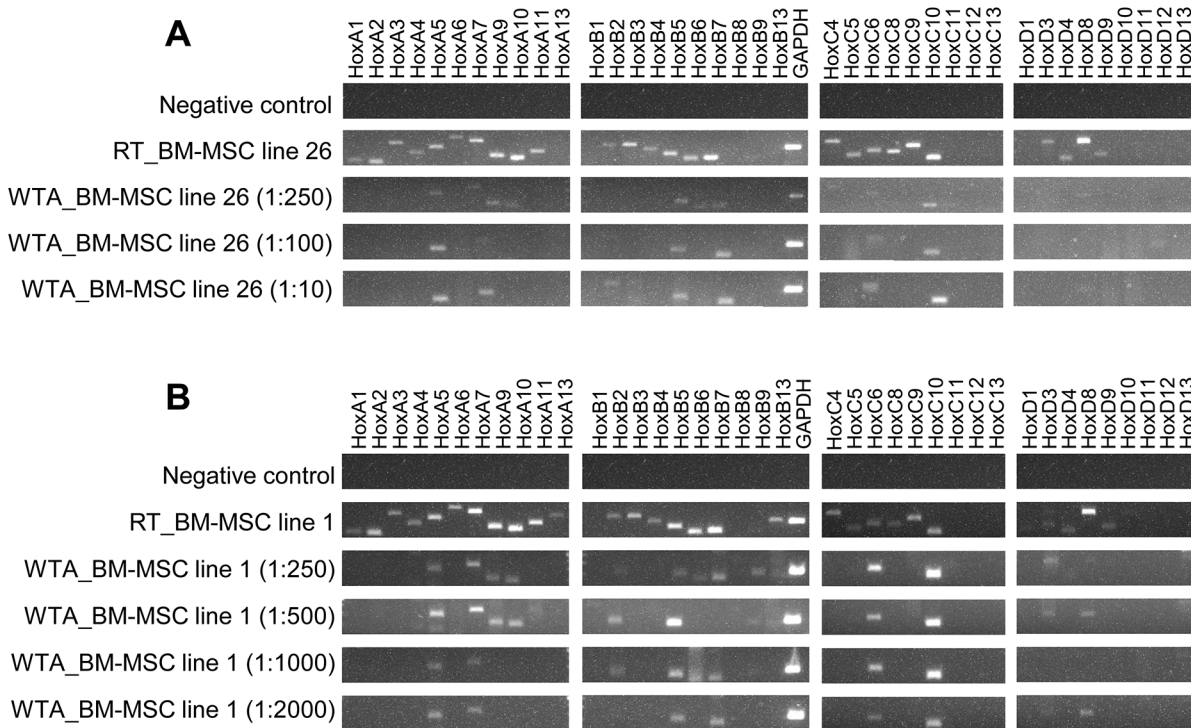 A
HoxA1 HoxA2 HoxA3 HoxA4 HoxA5 HoxA6 HoxA7 HoxA9 HoxA10 HoxA11 HoxA13 HoxB1 HoxB2 HoxB3 HoxB4 HoxB5 HoxB6 HoxB7 HoxB8 HoxB9 HoxB13 GAPDH HoxC4 HoxC5 HoxC6 HoxC8 HoxC9 HoxC10 HoxC11 HoxC12 HoxC13 HoxD1 HoxD3 HoxD4 HoxD8 HoxD9 HoxD10 HoxD11 HoxD12 HoxD13
Negative control
RT_BM-MSC line 26
WTA_BM-MSC line 26 (1:250)
WTA_BM-MSC line 26 (1:100)
WTA_BM-MSC line 26 (1:10)
B
HoxA1 HoxA2 HoxA3 HoxA4 HoxA5 HoxA6 HoxA7 HoxA9 HoxA10 HoxA11 HoxA13 HoxB1 HoxB2 HoxB3 HoxB4 HoxB5 HoxB6 HoxB7 HoxB8 HoxB9 HoxB13 GAPDH HoxC4 HoxC5 HoxC6 HoxC8 HoxC9 HoxC10 HoxC11 HoxC12 HoxC13 HoxD1 HoxD3 HoxD4 HoxD8 HoxD9 HoxD10 HoxD11 HoxD12 HoxD13
Negative control
RT_BM-MSC line 1
WTA_BM-MSC line 1 (1:250)
WTA_BM-MSC line 1 (1:500)
WTA_BM-MSC line 1 (1:1000)
WTA_BM-MSC line 1 (1:2000)